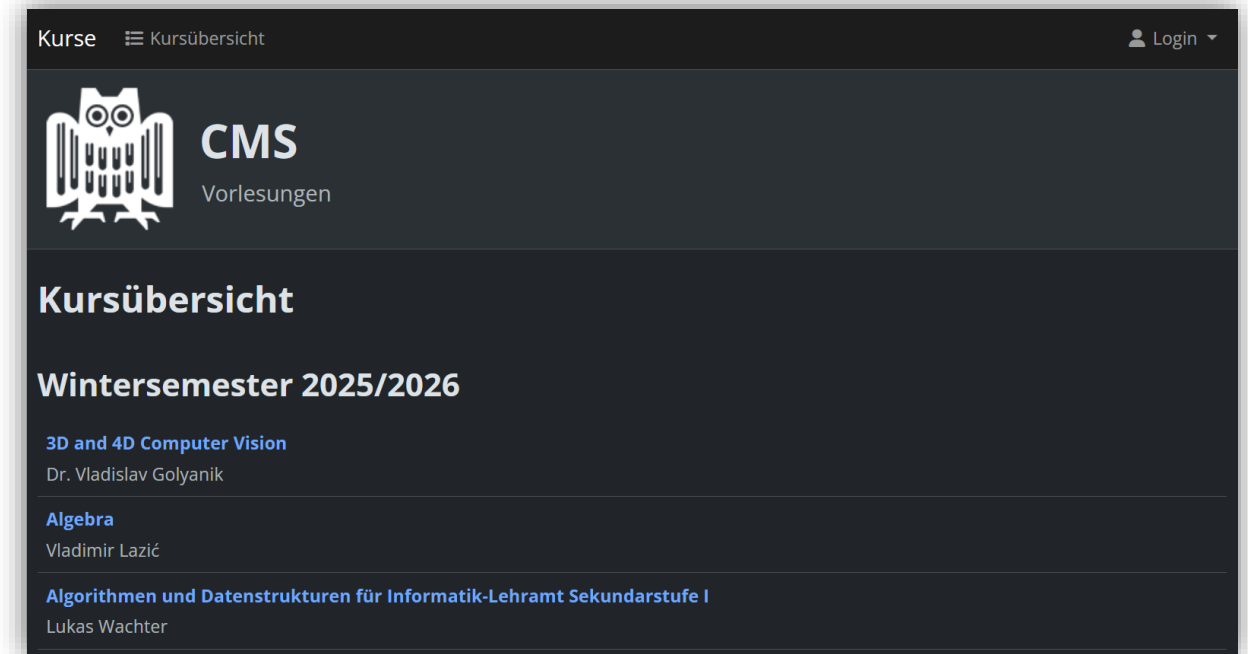 Kurse Kursübersicht Login
CMS
Vorlesungen
Kursübersicht
Wintersemester 2025/2026
3D and 4D Computer Vision
Dr. Vladislav Golyanik
Algebra
Vladimir Lazić
Algorithmen und Datenstrukturen für Informatik-Lehramt Sekundarstufe I
Lukas Wachter